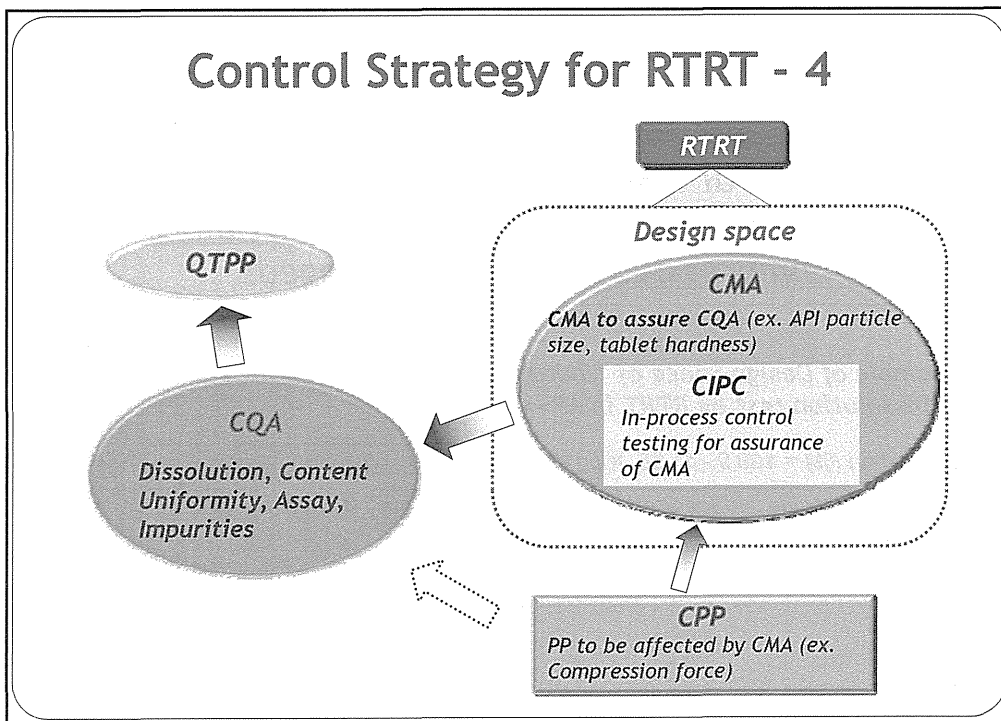 Control Strategy for RTRT - 4
RTRT
Design space
QTPP
CMA
CMA to assure CQA (ex. API particle
size, tablet hardness)
CIPC
In-process control
testing for assurance
of CMA
CQA
Dissolution, Content
Uniformity, Assay,
Impurities
CPP
PP to be affected by CMA (ex.
Compression force)